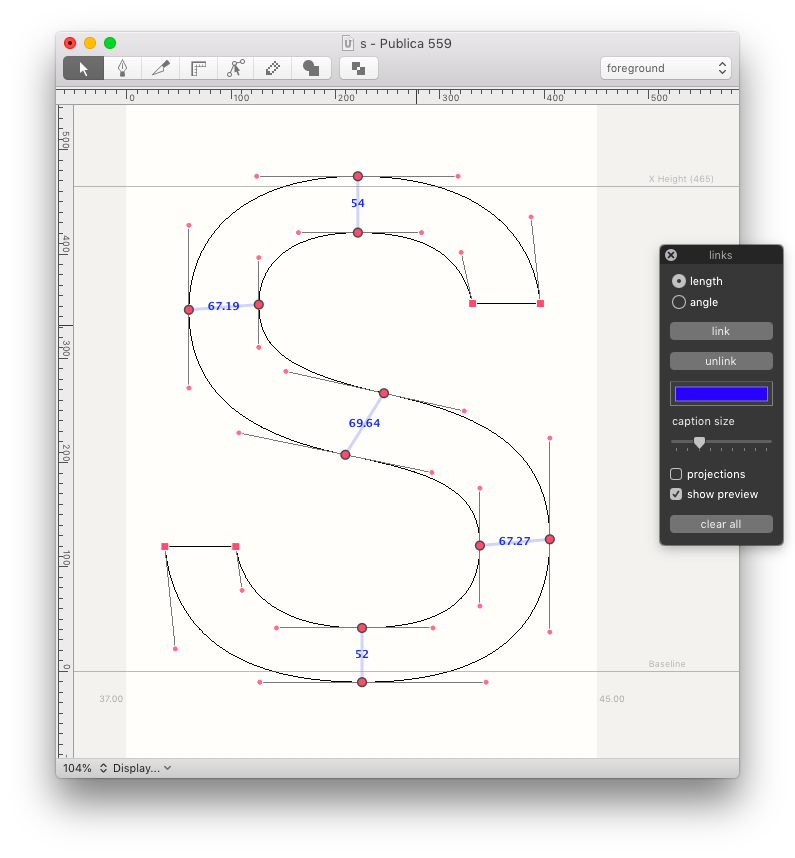 s - Publica 559
foreground
0 100 200 300 400 500
500
400
300
200
100
0
X Height (465)
54
67.19
69.64
67.27
52
Baseline
37.00 45.00
104% Display...
links
length
angle
link
unlink
caption size
projections
show preview
clear all